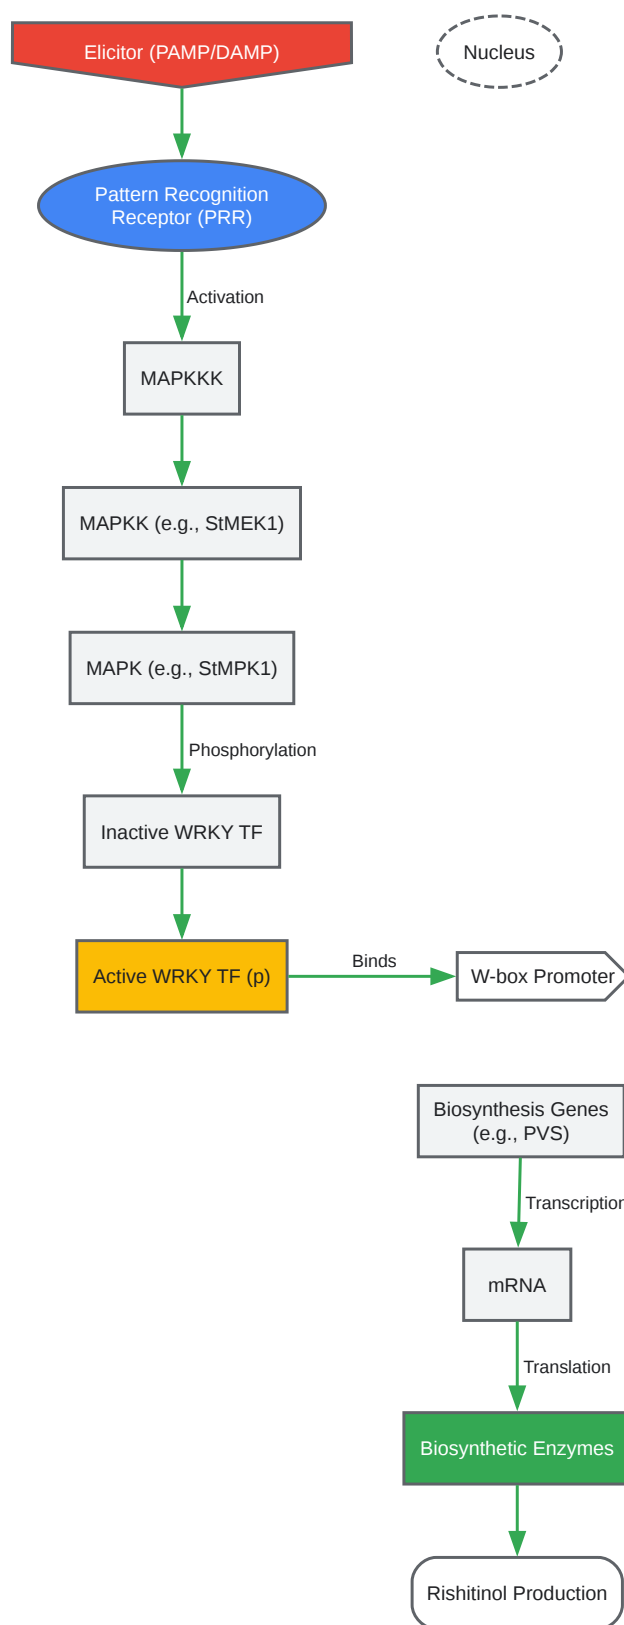 Elicitor (PAMP/DAMP)
Nucleus
Pattern Recognition
Receptor (PRR)
Activation
MAPKKK
MAPKK (e.g., StMEK1)
MAPK (e.g., StMPK1)
Phosphorylation
Inactive WRKY TF
Active WRKY TF (p)
Binds
W-box Promoter
Biosynthesis Genes
(e.g., PVS)
Transcription
mRNA
Translation
Biosynthetic Enzymes
Rishitinol Production